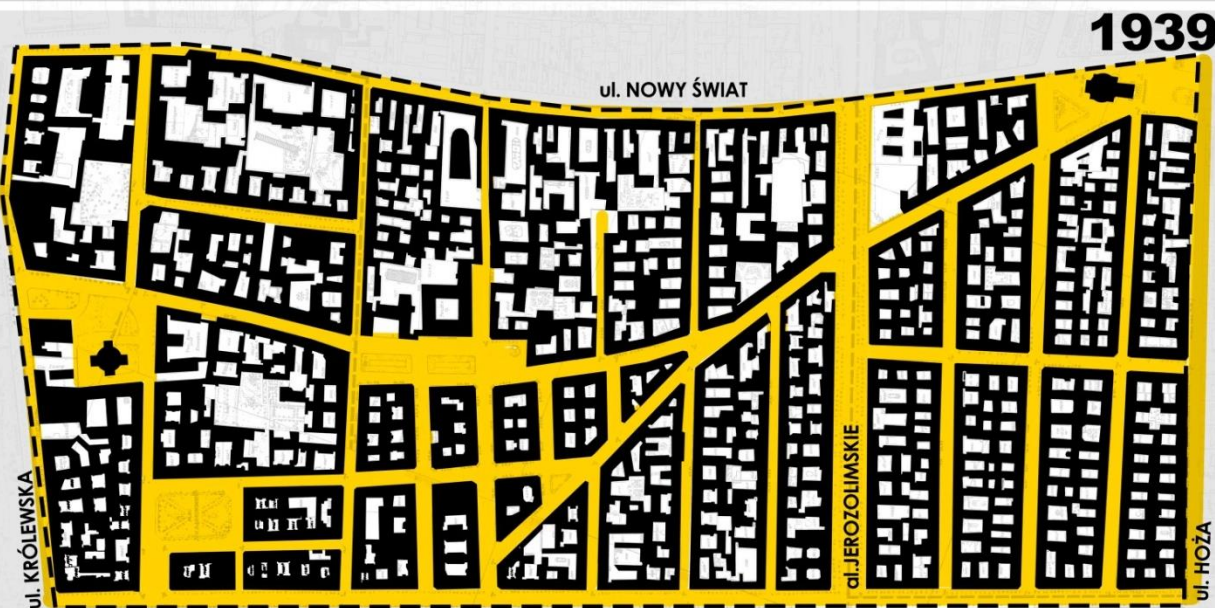 1939
ul. NOWY ŚWIAT
ul. KRÓLEWSKA
al.JEROZOLIMSKIE
ul. HOŻA